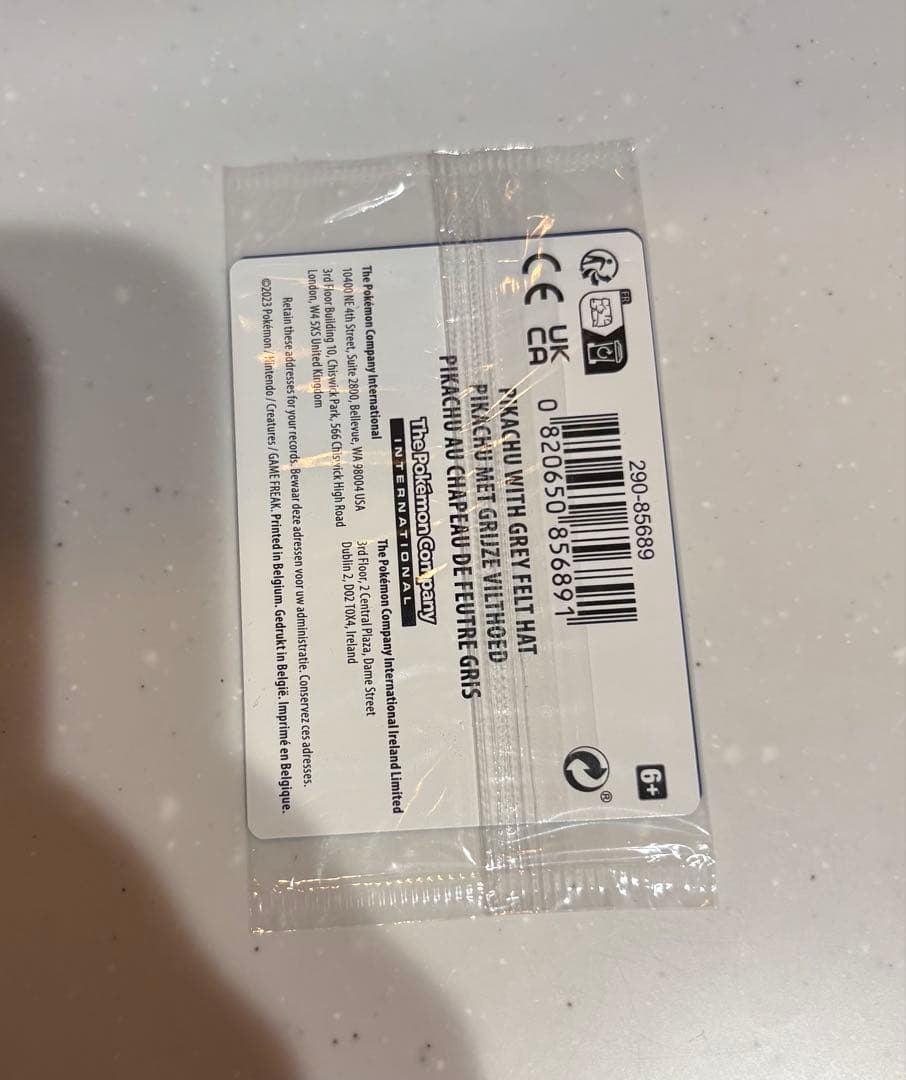 290-85689
6+
FR
0 820650 856891
CE
UK
CA
®
PIKACHU WITH GREY FELT HAT
PIKACHU MET GRIJZE VILTHOED
PIKACHU AU CHAPEAU DE FEUTRE GRIS
The Pokémon Company
INTERNATIONAL
The Pokémon Company International
10400 NE 4th Street, Suite 2800, Bellevue, WA 98004 USA
3rd Floor Building 10, Chiswick Park, 566 Chiswick High Road
London, W4 5XS United Kingdom
The Pokémon Company International Ireland Limited
3rd Floor, 2 Central Plaza, Dame Street
Dublin 2, D02 T0X4, Ireland
Retain these addresses for your records. Bewaar deze adressen voor uw administratie. Conservez ces adresses.
©2023 Pokémon / Nintendo / Creatures / GAME FREAK. Printed in Belgium. Gedrukt in België. Imprimé en Belgique.